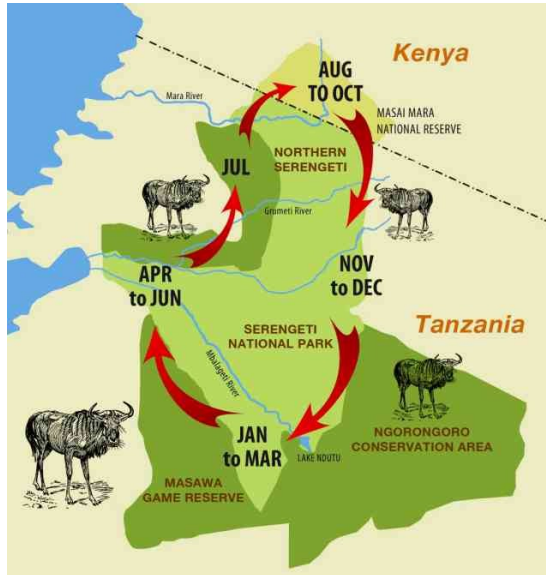 Kenya
AUG
TO OCT
Mara River
MASAI MARA
NATIONAL RESERVE
NORTHERN
SERENGETI
JUL
Grumeti River
APR
to JUN
NOV
to DEC
SERENGETI
NATIONAL PARK
Tanzania
Mbalageti River
JAN
to MAR
LAKE NDUTU
NGORONGORO
CONSERVATION AREA
MASAWA
GAME RESERVE